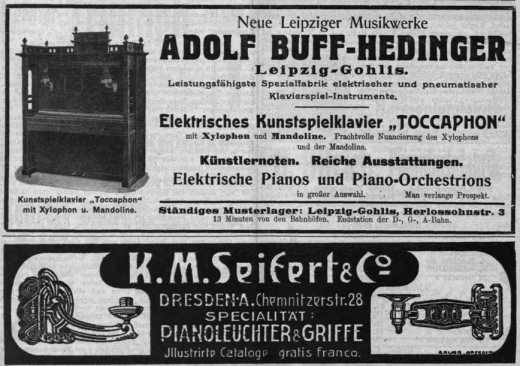 Neue Leipziger Musikwerke
ADOLF BUFF-HEDINGER
Leipzig-Gohlis.
Leistungsfähigste Spezialfabrik elektrischer und pneumatischer
Klavierspiel-Instrumente.
Elektrisches Kunstspielklavier „TOCCAPHON“
mit Xylophon und Mandoline. Prachtvolle Nuancierung des Xylophons
und der Mandoline.
Künstlernoten. Reiche Ausstattungen.
Elektrische Pianos und Piano-Orchestrions
in großer Auswahl. Man verlange Prospekt.
Kunstspielklavier „Toccaphon“
mit Xylophon u. Mandoline.
Ständiges Musterlager: Leipzig-Gohlis, Herlossohnstr. 3
13 Minuten von den Bahnhöfen. Endstation der D-, G-, A-Bahn.
K.M.Seifert & Co
DRESDEN-A. Chemnitzerstr. 28
SPECIALITÄT:
PIANOLEUCHTER & GRIFFE
Jllustrirte Cataloge gratis franco.